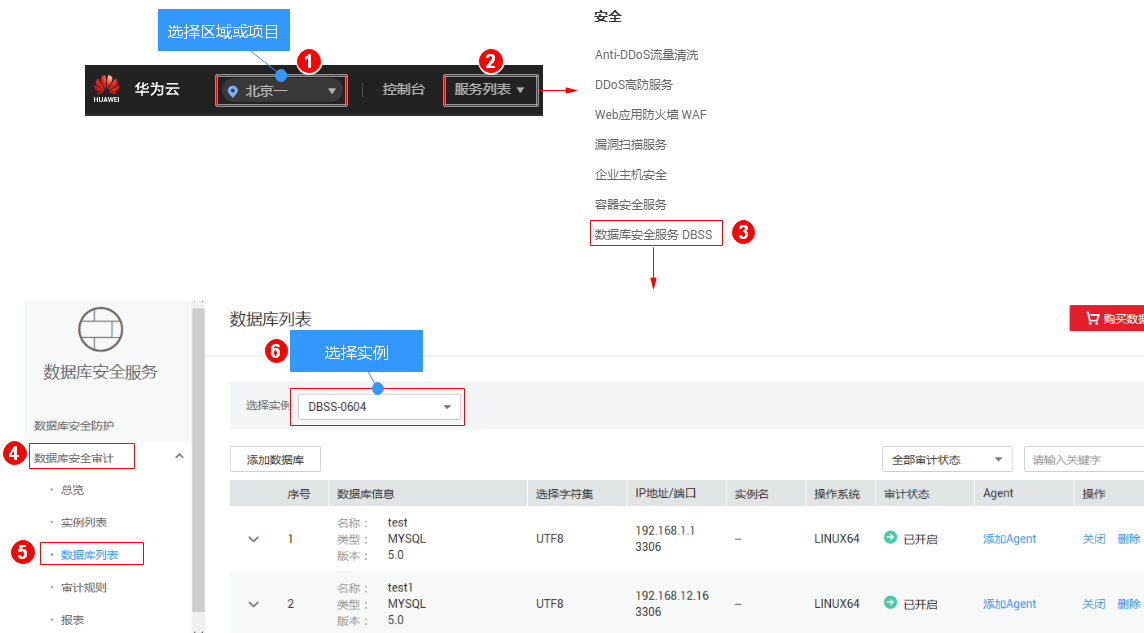 选择区域或项目
1
2
HUAWEI
华为云
北京一
控制台
服务列表
安全
Anti-DDoS流量清洗
DDoS高防服务
Web应用防火墙 WAF
漏洞扫描服务
企业主机安全
容器安全服务
数据库安全服务 DBSS
3
数据库安全服务
数据库安全防护
4
数据库安全审计
· 总览
· 实例列表
5
· 数据库列表
· 审计规则
· 报表
数据库列表
购买数据
6
选择实例
选择实例
DBSS-0604
添加数据库
全部审计状态
请输入关键字
序号 数据库信息 选择字符集 IP地址/端口 实例名 操作系统 审计状态 Agent 操作
1
名称： test
类型： MYSQL
版本： 5.0
UTF8
192.168.1.1
3306
--
LINUX64
已开启
添加Agent
关闭 删除
2
名称： test1
类型： MYSQL
版本： 5.0
UTF8
192.168.12.16
3306
--
LINUX64
已开启
添加Agent
关闭 删除